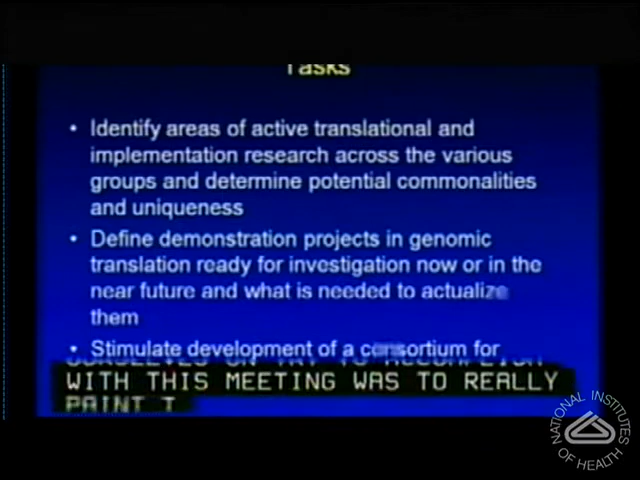 Tasks
• Identify areas of active translational and
implementation research across the various
groups and determine potential commonalities
and uniqueness
• Define demonstration projects in genomic
translation ready for investigation now or in the
near future and what is needed to actualize
them
• Stimulate development of a consortium for
WITH THIS MEETING WAS TO REALLY
PAINT T
NATIONAL INSTITUTES
OF HEALTH